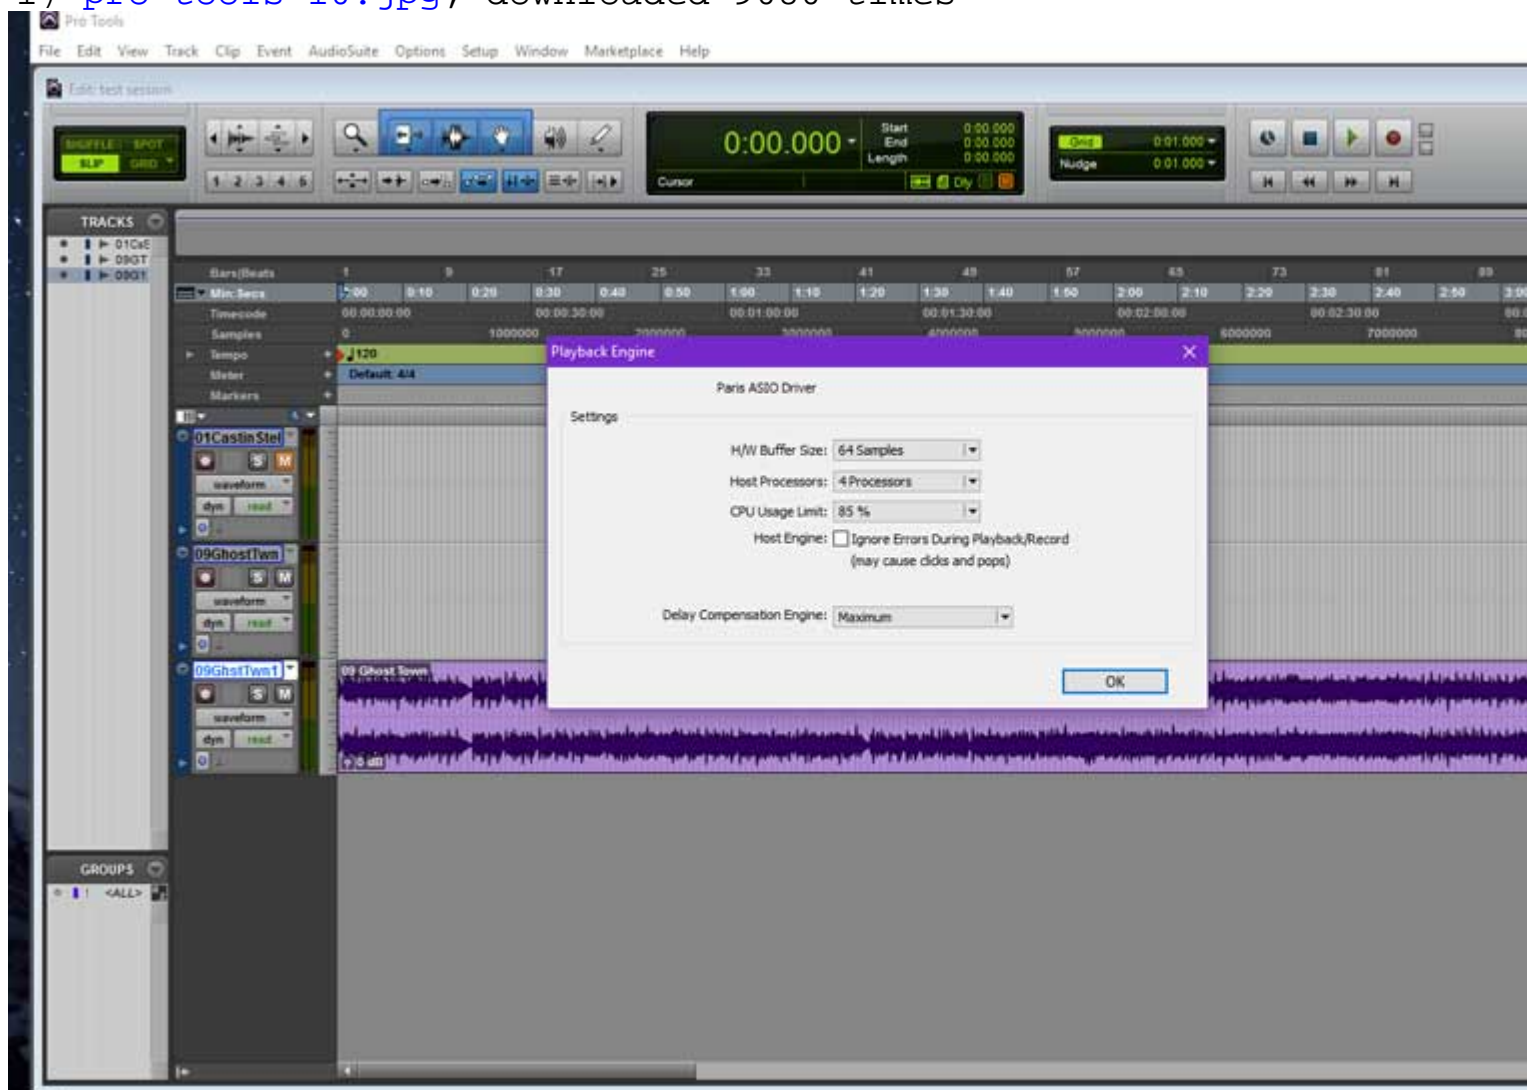 Pro Tools
File Edit View Track Clip Event AudioSuite Options Setup Window Marketplace Help
Edit: test session
SHUFFLE SPOT
SLIP GRID
1 2 3 4 5
0:00.000
Start 0:00.000
End 0:00.000
Length 0:00.000
Cursor
Dly
Grid 0:01.000
Nudge 0:01.000
TRACKS
01CsS
09GT
09G1
Bars|Beats 1 9 17 25 33 41 49 57 65 73 81 89
Min:Secs 0:00 0:10 0:20 0:30 0:40 0:50 1:00 1:10 1:20 1:30 1:40 1:50 2:00 2:10 2:20 2:30 2:40 2:50 3:00
Timecode 00:00:00:00 00:00:30:00 00:01:00:00 00:01:30:00 00:02:00:00 00:02:30:00
Samples 0 1000000 2000000 3000000 4000000 5000000 6000000 7000000
Tempo 120
Meter Default: 4/4
Markers
Playback Engine
Paris ASIO Driver
Settings
H/W Buffer Size: 64 Samples
Host Processors: 4 Processors
CPU Usage Limit: 85 %
Host Engine: Ignore Errors During Playback/Record
(may cause clicks and pops)
Delay Compensation Engine: Maximum
OK
01CastinStel
S M
waveform
dyn read
09GhostTwn
S M
waveform
dyn read
09GhstTwn1
S M
waveform
dyn read
09 Ghost Town
0 dB
GROUPS
! <ALL>